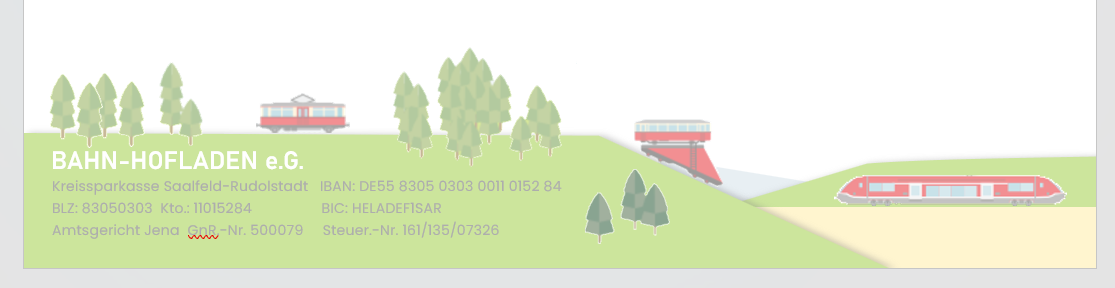 BAHN-HOFLADEN e.G.
Kreissparkasse Saalfeld-Rudolstadt IBAN: DE55 8305 0303 0011 0152 84
BLZ: 83050303 Kto.: 11015284 BIC: HELADEF1SAR
Amtsgericht Jena GnR.-Nr. 500079 Steuer.-Nr. 161/135/07326